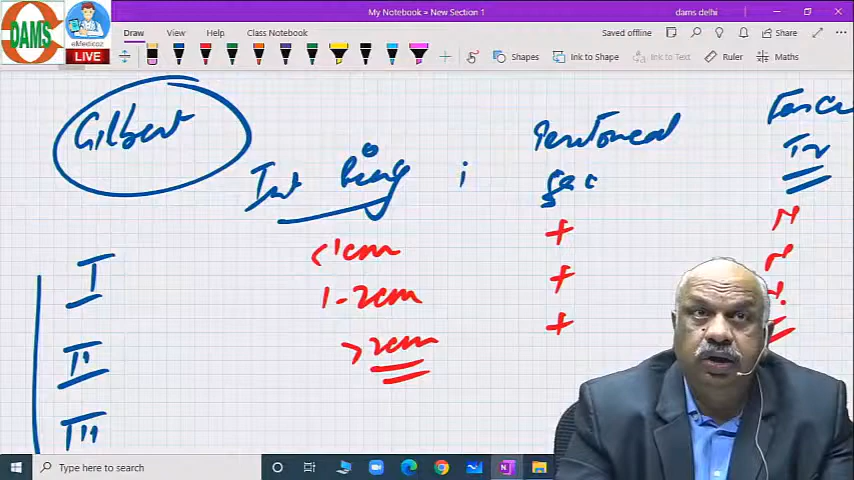 My Notebook » New Section 1
dams delhi
DAMS
eMedicoz
LIVE
Draw View Help Class Notebook
Saved offline
Share
Shapes
Ink to Shape
Ink to Text
Ruler
Maths
Gilbert
Int Ring
Peritoneal
Sac
I <1cm + N
II 1-2cm + N
III >2cm +
Type here to search